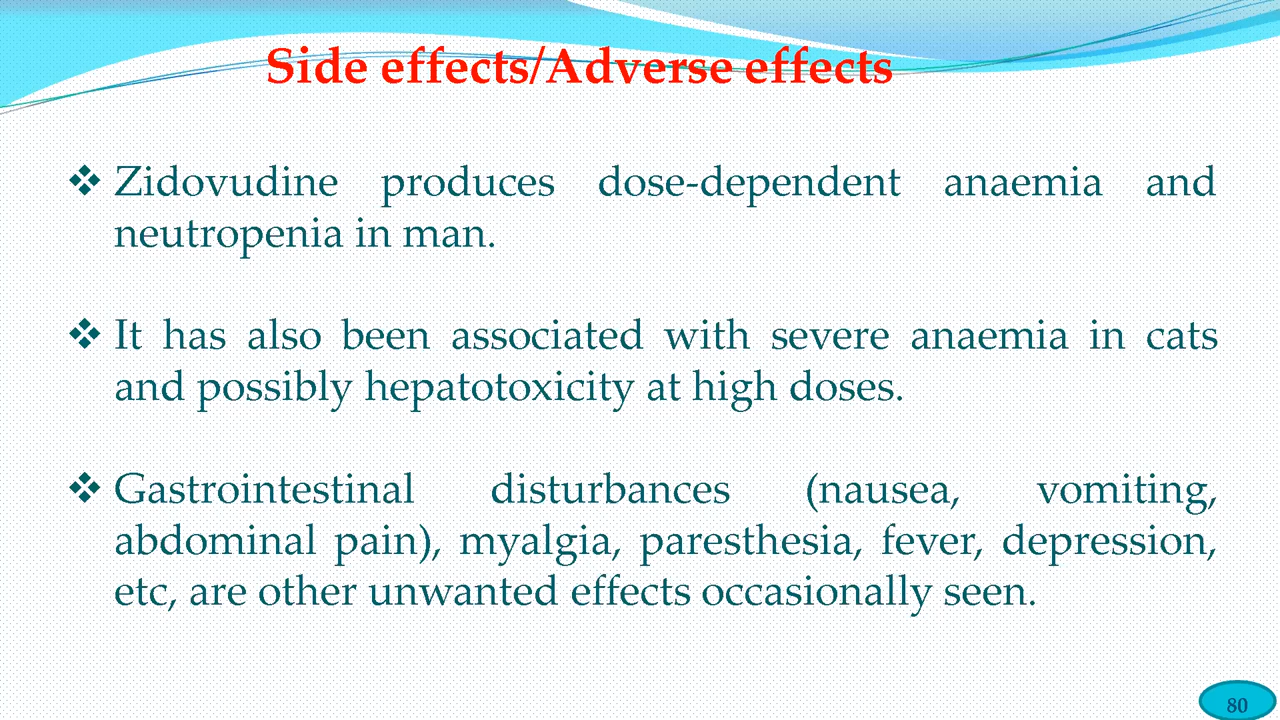 Side effects/Adverse effects
❖ Zidovudine produces dose-dependent anaemia and
neutropenia in man.
❖ It has also been associated with severe anaemia in cats
and possibly hepatotoxicity at high doses.
❖ Gastrointestinal disturbances (nausea, vomiting,
abdominal pain), myalgia, paresthesia, fever, depression,
etc, are other unwanted effects occasionally seen.
80